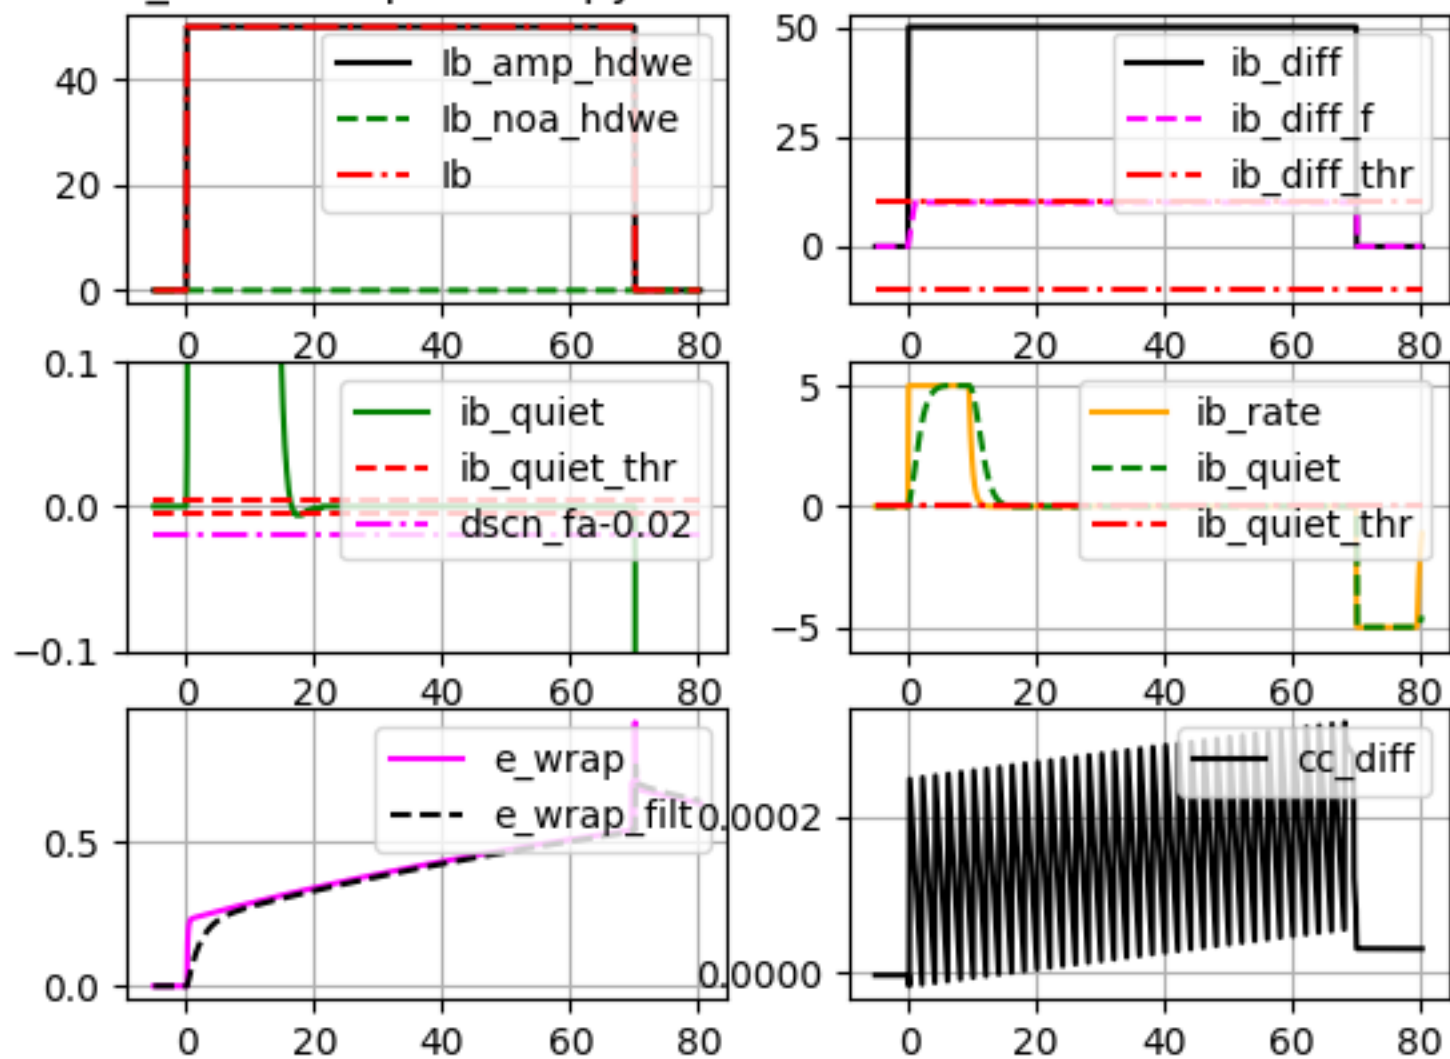 40
20
0
Ib_amp_hdwe
Ib_noa_hdwe
Ib
0 20 40 60 80
50
25
0
ib_diff
ib_diff_f
ib_diff_thr
0 20 40 60 80
0.1
0.0
−0.1
ib_quiet
ib_quiet_thr
dscn_fa-0.02
0 20 40 60 80
5
0
−5
ib_rate
ib_quiet
ib_quiet_thr
0 20 40 60 80
0.5
0.0
e_wrap
e_wrap_filt
0 20 40 60 80
0.0002
0.0000
cc_diff
0 20 40 60 80